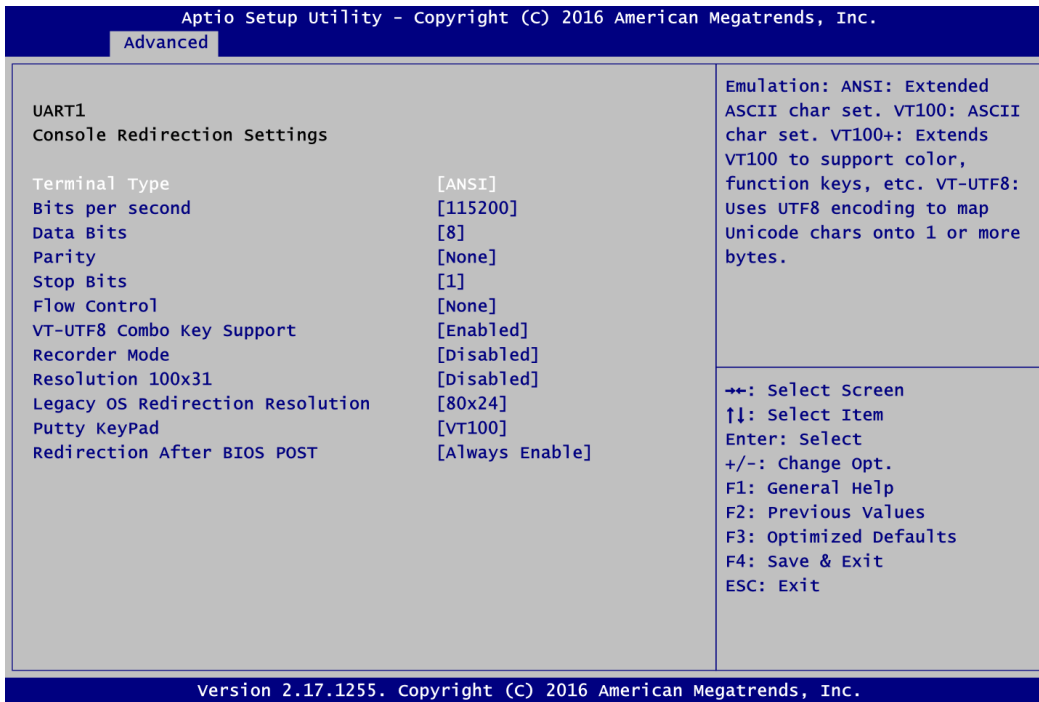 Aptio Setup Utility - Copyright (C) 2016 American Megatrends, Inc.
Advanced
UART1
Console Redirection Settings
Terminal Type [ANSI]
Bits per second [115200]
Data Bits [8]
Parity [None]
Stop Bits [1]
Flow Control [None]
VT-UTF8 Combo Key Support [Enabled]
Recorder Mode [Disabled]
Resolution 100x31 [Disabled]
Legacy OS Redirection Resolution [80x24]
Putty KeyPad [VT100]
Redirection After BIOS POST [Always Enable]
Emulation: ANSI: Extended
ASCII char set. VT100: ASCII
char set. VT100+: Extends
VT100 to support color,
function keys, etc. VT-UTF8:
Uses UTF8 encoding to map
Unicode chars onto 1 or more
bytes.
→←: Select Screen
↑↓: Select Item
Enter: Select
+/-: Change Opt.
F1: General Help
F2: Previous Values
F3: Optimized Defaults
F4: Save & Exit
ESC: Exit
Version 2.17.1255. Copyright (C) 2016 American Megatrends, Inc.